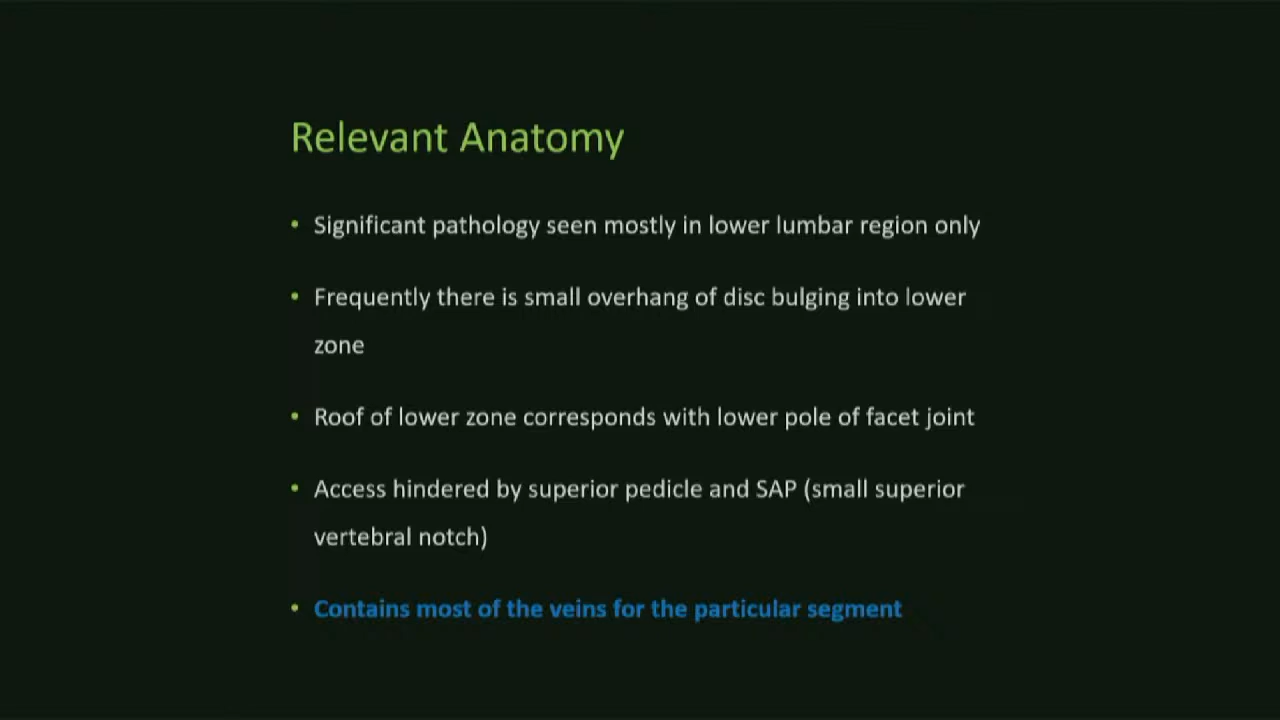 Relevant Anatomy
• Significant pathology seen mostly in lower lumbar region only
• Frequently there is small overhang of disc bulging into lower
zone
• Roof of lower zone corresponds with lower pole of facet joint
• Access hindered by superior pedicle and SAP (small superior
vertebral notch)
• Contains most of the veins for the particular segment